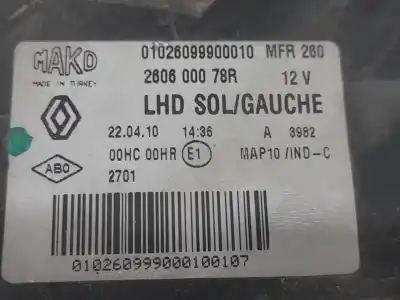 MAKO 01026099900010 MFR 260
MADE IN TURKEY 2606 000 78R 12 V
LHD SOL/GAUCHE
22.04.10 14:36 A 3982
ABO 00HC 00HR E1 MAP10/IND-C
2701
010260999000100107